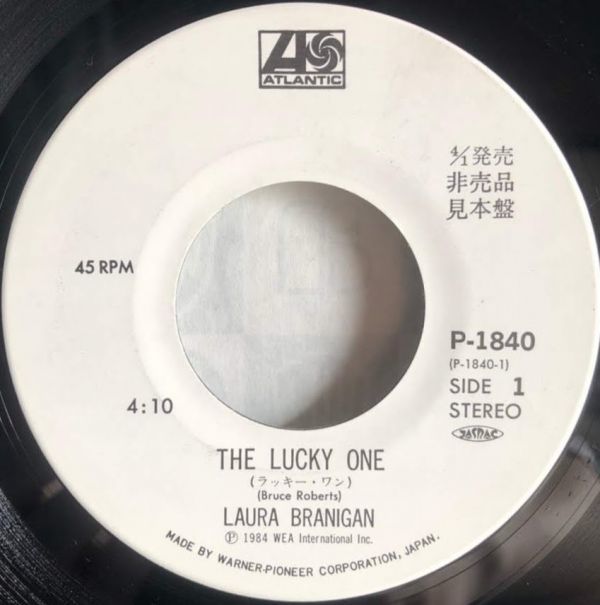 ATLANTIC
4/1発売
非売品
見本盤
45 RPM
P-1840
(P-1840-1)
SIDE 1
4:10
STEREO
JASRAC
THE LUCKY ONE
(ラッキー・ワン)
(Bruce Roberts)
LAURA BRANIGAN
Ⓟ 1984 WEA International Inc.
MADE BY WARNER-PIONEER CORPORATION, JAPAN.